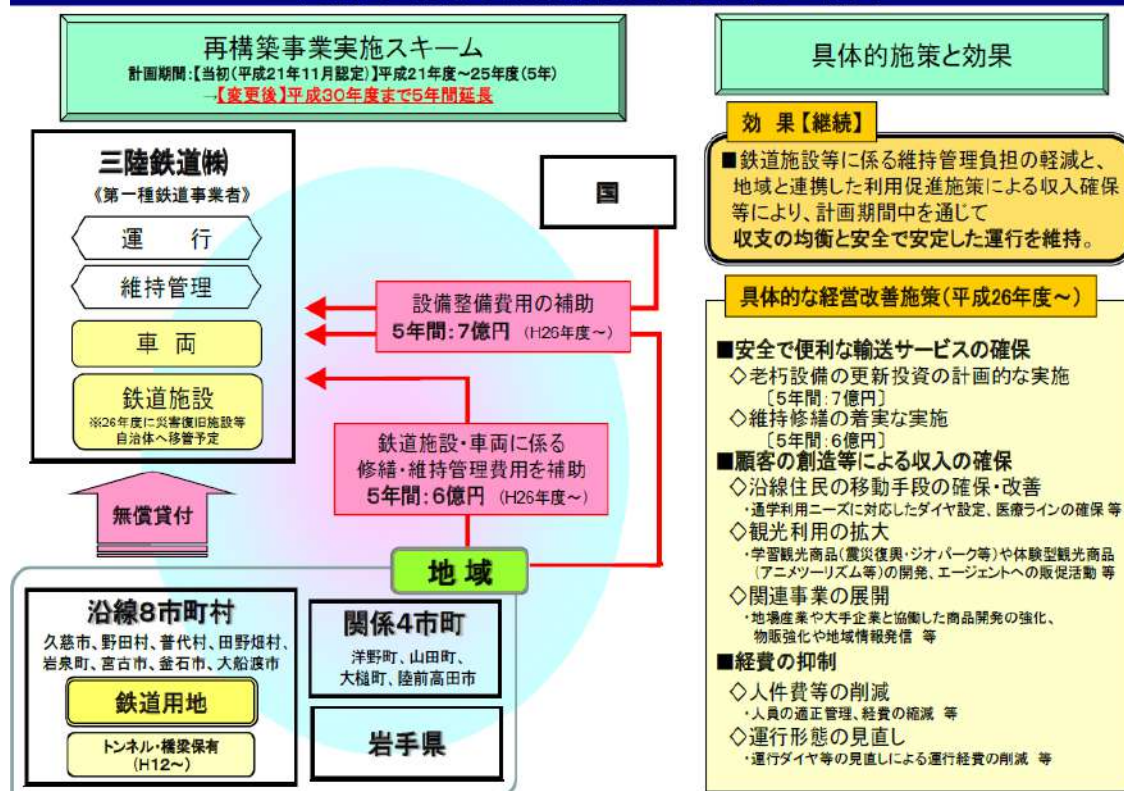 再構築事業実施スキーム
計画期間:【当初(平成21年11月認定)】平成21年度～25年度(5年)
→【変更後】平成30年度まで5年間延長
三陸鉄道㈱
《第一種鉄道事業者》
運 行
維持管理
車 両
鉄道施設
※26年度に災害復旧施設等
自治体へ移管予定
無償貸付
国
設備整備費用の補助
5年間:7億円 (H26年度～)
鉄道施設・車両に係る
修繕・維持管理費用を補助
5年間:6億円 (H26年度～)
地域
沿線8市町村
久慈市、野田村、普代村、田野畑村、
岩泉町、宮古市、釜石市、大船渡市
鉄道用地
トンネル・橋梁保有
(H12～)
関係4市町
洋野町、山田町、
大槌町、陸前高田市
岩手県
具体的施策と効果
効 果【継続】
■鉄道施設等に係る維持管理負担の軽減と、
地域と連携した利用促進施策による収入確保
等により、計画期間中を通じて
収支の均衡と安全で安定した運行を維持。
具体的な経営改善施策(平成26年度～)
■安全で便利な輸送サービスの確保
◇老朽設備の更新投資の計画的な実施
〔5年間:7億円〕
◇維持修繕の着実な実施
〔5年間:6億円〕
■顧客の創造等による収入の確保
◇沿線住民の移動手段の確保・改善
・通学利用ニーズに対応したダイヤ設定、医療ラインの確保 等
◇観光利用の拡大
・学習観光商品(震災復興・ジオパーク等)や体験型観光商品
(アニメツーリズム等)の開発、エージェントへの販促活動 等
◇関連事業の展開
・地場産業や大手企業と協働した商品開発の強化、
物販強化や地域情報発信 等
■経費の抑制
◇人件費等の削減
・人員の適正管理、経費の縮減 等
◇運行形態の見直し
・運行ダイヤ等の見直しによる運行経費の削減 等